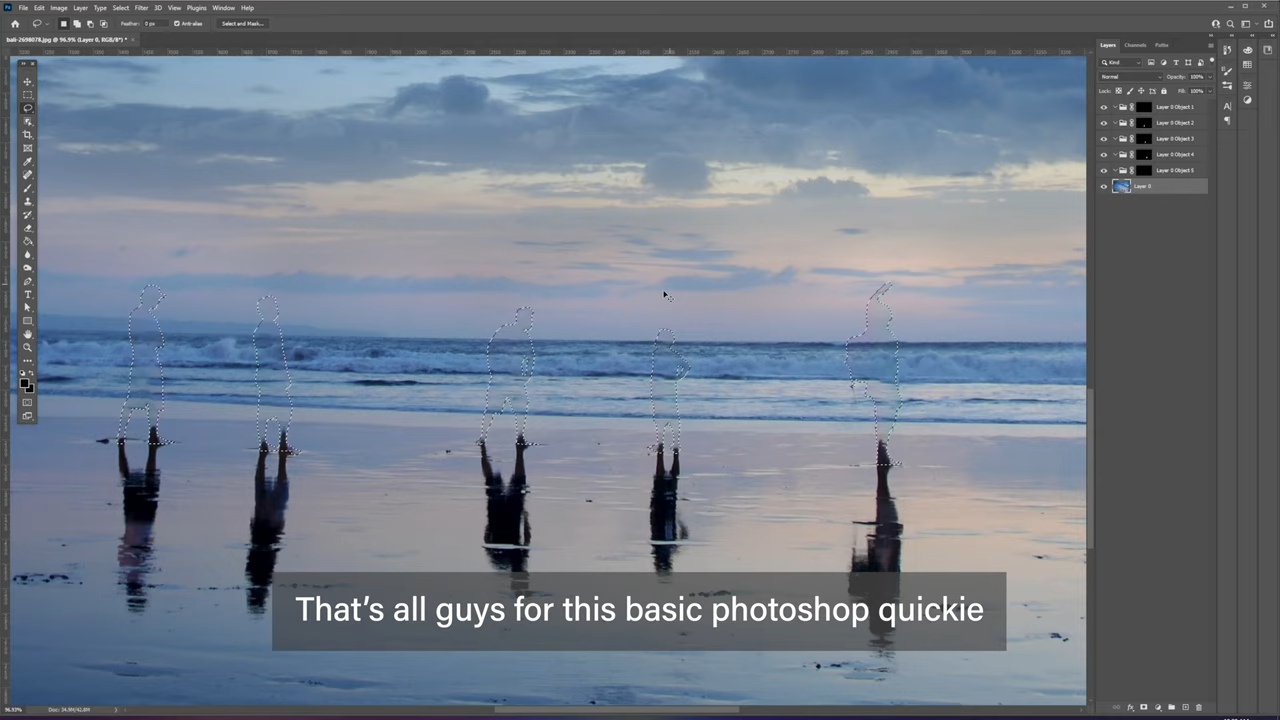 File Edit Image Layer Type Select Filter 3D View Plugins Window Help
Feather: 0 px Anti-alias Select and Mask...
bali-2698078.jpg @ 96.9% (Layer 0, RGB/8*) *
Layers Channels Paths
Kind
Normal Opacity: 100%
Lock: Fill: 100%
Layer 0 Object 1
Layer 0 Object 2
Layer 0 Object 3
Layer 0 Object 4
Layer 0 Object 5
Layer 0
That's all guys for this basic photoshop quickie
96.93% Doc: 34.9M/42.8M